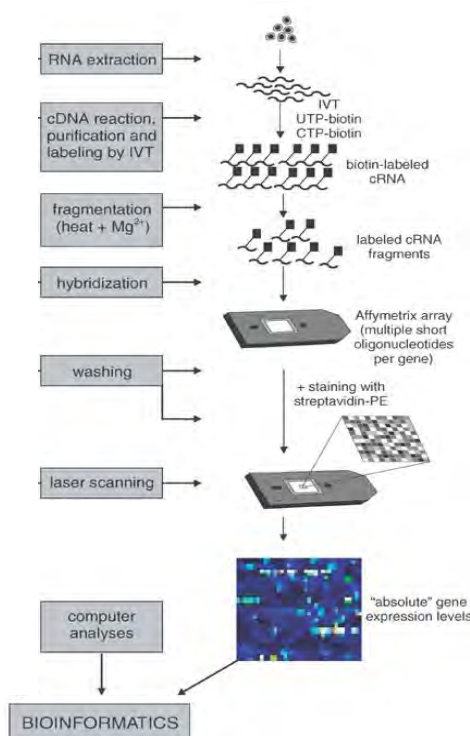 RNA extraction
IVT
UTP-biotin
CTP-biotin
cDNA reaction,
purification and
labeling by IVT
biotin-labeled
cRNA
fragmentation
(heat + Mg²⁺)
labeled cRNA
fragments
hybridization
Affymetrix array
(multiple short
oligonucleotides
per gene)
washing
+ staining with
streptavidin-PE
laser scanning
"absolute" gene
expression levels
computer
analyses
BIOINFORMATICS